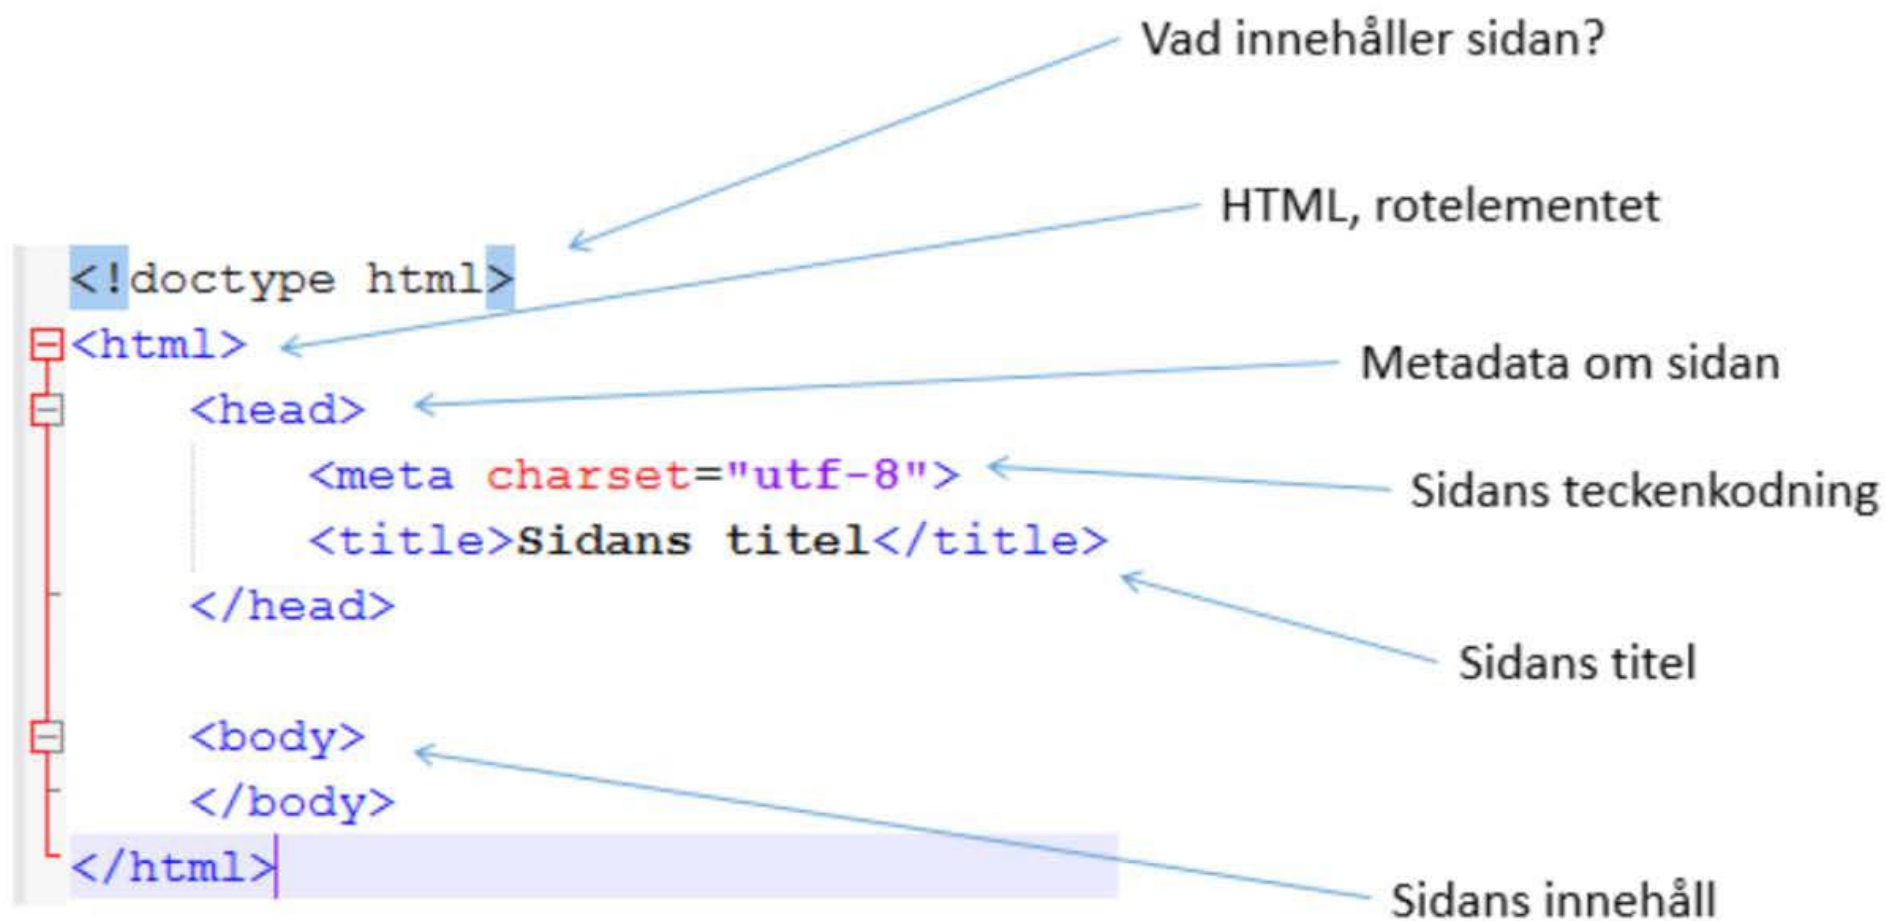 Vad innehåller sidan?
HTML, rotelementet
<!doctype html>
<html>
Metadata om sidan
<head>
<meta charset="utf-8">
Sidans teckenkodning
<title>Sidans titel</title>
</head>
Sidans titel
<body>
</body>
</html>
Sidans innehåll